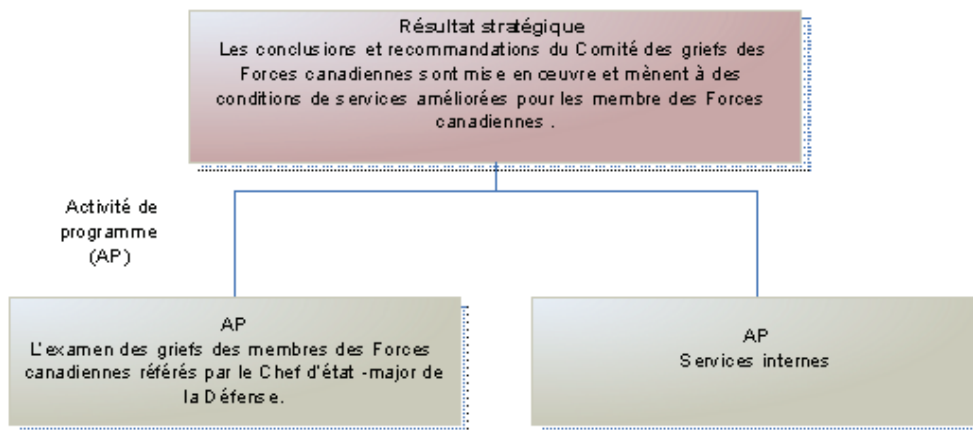 Résultat stratégique
Les conclusions et recommandations du Comité des griefs des
Forces canadiennes sont mise en œuvre et mènent à des
conditions de services améliorées pour les membre des Forces
canadiennes .
Activité de
programme
(AP)
AP
L'examen des griefs des membres des Forces
canadiennes référés par le Chef d'état -major de
la Défense.
AP
Services internes